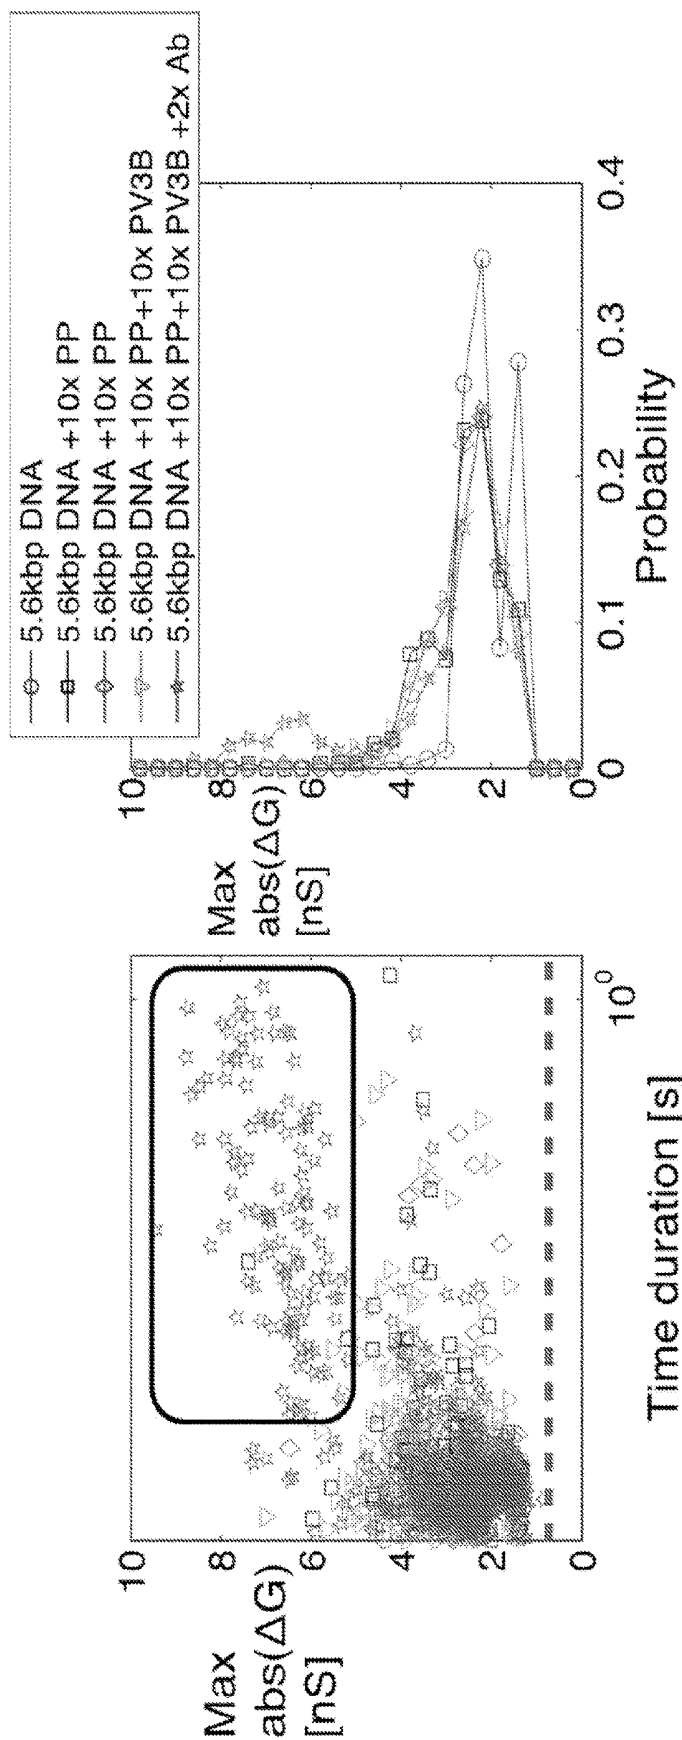 Max
abs(ΔG)
[nS]
10
8
6
4
2
0
10⁰
Time duration [s]
Max
abs(ΔG)
[nS]
10
8
6
4
2
0
0
0.1
0.2
0.3
0.4
Probability
5.6kbp DNA
5.6kbp DNA +10x PP
5.6kbp DNA +10x PP
5.6kbp DNA +10x PP+10x PV3B
5.6kbp DNA +10x PP+10x PV3B +2x Ab